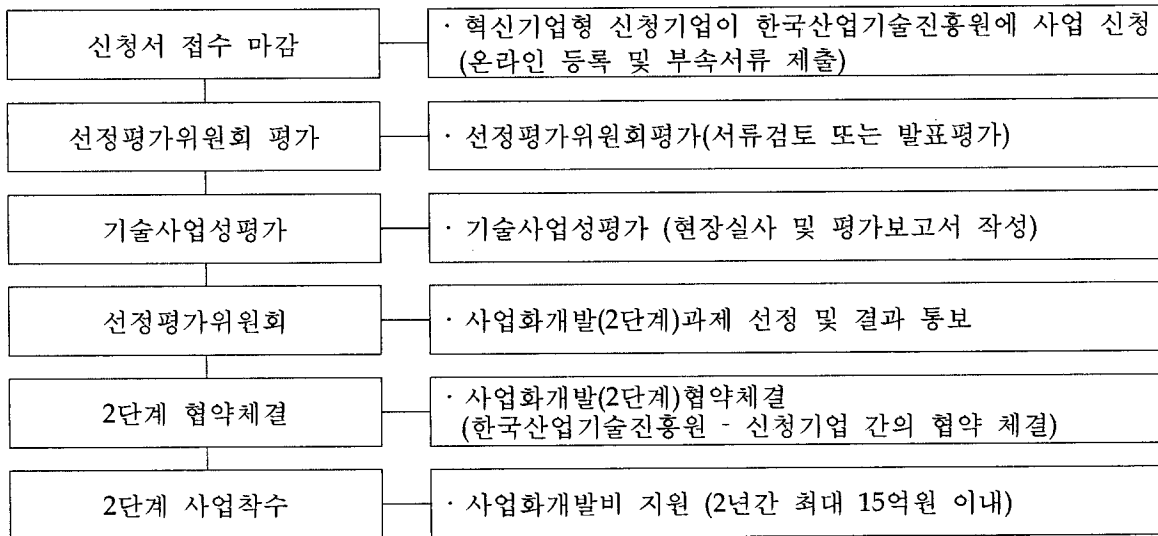 신청서 접수 마감
· 혁신기업형 신청기업이 한국산업기술진흥원에 사업 신청
(온라인 등록 및 부속서류 제출)
선정평가위원회 평가
· 선정평가위원회평가(서류검토 또는 발표평가)
기술사업성평가
· 기술사업성평가 (현장실사 및 평가보고서 작성)
선정평가위원회
· 사업화개발(2단계)과제 선정 및 결과 통보
2단계 협약체결
· 사업화개발(2단계)협약체결
(한국산업기술진흥원 - 신청기업 간의 협약 체결)
2단계 사업착수
· 사업화개발비 지원 (2년간 최대 15억원 이내)